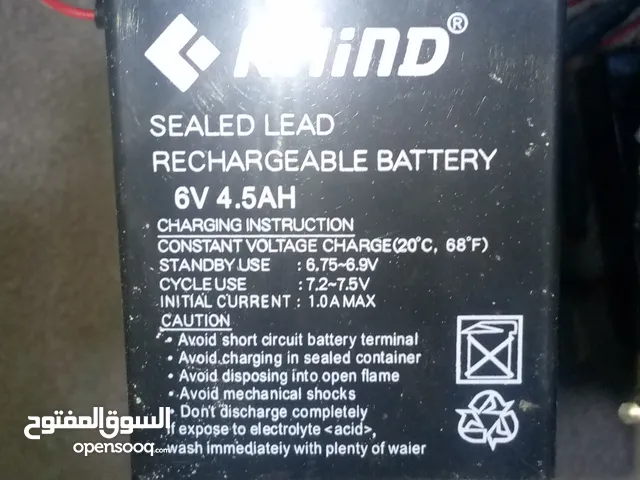 KHIND®
SEALED LEAD
RECHARGEABLE BATTERY
6V 4.5AH
CHARGING INSTRUCTION
CONSTANT VOLTAGE CHARGE(20°C, 68°F)
STANDBY USE : 6.75~6.9V
CYCLE USE : 7.2~7.5V
INITIAL CURRENT : 1.0A MAX
CAUTION
• Avoid short circuit battery terminal
• Avoid charging in sealed container
• Avoid disposing into open flame
• Avoid mechanical shocks
• Don't discharge completely
If expose to electrolyte <acid>,
wash immediateiy with plenty of waier
السوق المفتوح
opensooq.com
Pb